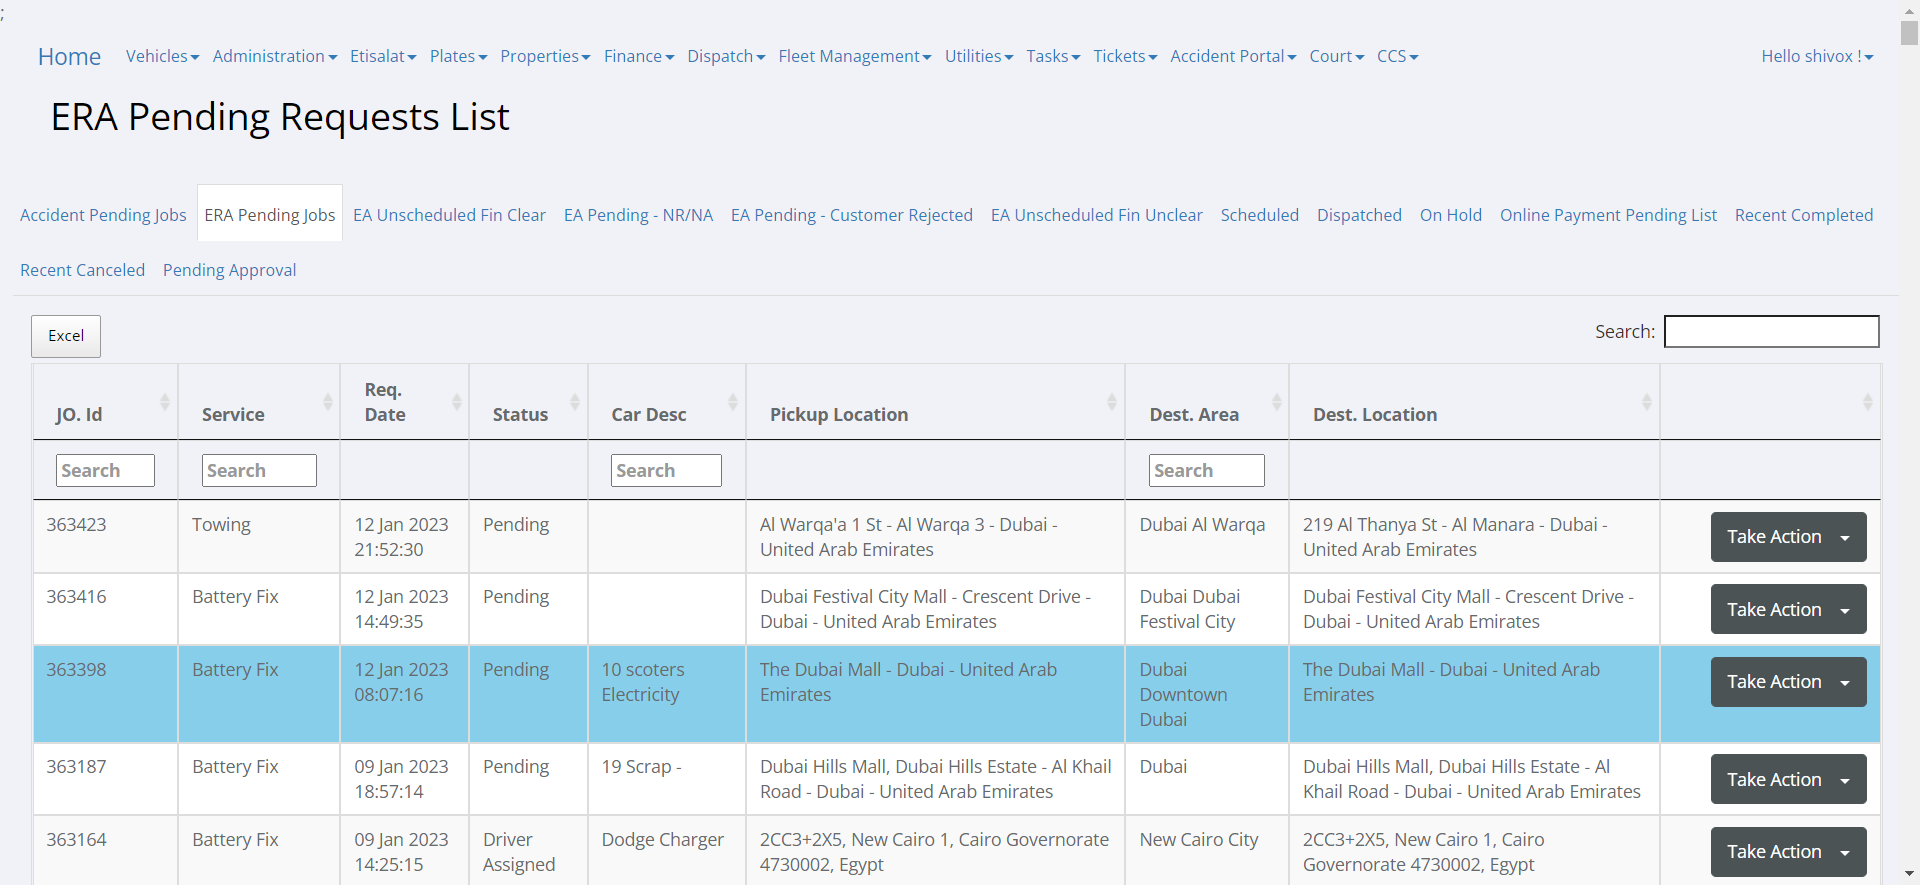 ;
Home Vehicles Administration Etisalat Plates Properties Finance Dispatch Fleet Management Utilities Tasks Tickets Accident Portal Court CCS Hello shivox !
ERA Pending Requests List
Accident Pending Jobs ERA Pending Jobs EA Unscheduled Fin Clear EA Pending - NR/NA EA Pending - Customer Rejected EA Unscheduled Fin Unclear Scheduled Dispatched On Hold Online Payment Pending List Recent Completed
Recent Canceled Pending Approval
Excel Search:
JO. Id Service Req. Date Status Car Desc Pickup Location Dest. Area Dest. Location
Search Search Search Search
363423 Towing 12 Jan 2023 Pending Al Warqa'a 1 St - Al Warqa 3 - Dubai - Dubai Al Warqa 219 Al Thanya St - Al Manara - Dubai - Take Action
21:52:30 United Arab Emirates United Arab Emirates
363416 Battery Fix 12 Jan 2023 Pending Dubai Festival City Mall - Crescent Drive - Dubai Dubai Dubai Festival City Mall - Crescent Drive - Take Action
14:49:35 Dubai - United Arab Emirates Festival City Dubai - United Arab Emirates
363398 Battery Fix 12 Jan 2023 Pending 10 scoters The Dubai Mall - Dubai - United Arab Dubai The Dubai Mall - Dubai - United Arab Take Action
08:07:16 Electricity Emirates Downtown Emirates
Dubai
363187 Battery Fix 09 Jan 2023 Pending 19 Scrap - Dubai Hills Mall, Dubai Hills Estate - Al Khail Dubai Dubai Hills Mall, Dubai Hills Estate - Al Take Action
18:57:14 Road - Dubai - United Arab Emirates Khail Road - Dubai - United Arab Emirates
363164 Battery Fix 09 Jan 2023 Driver Dodge Charger 2CC3+2X5, New Cairo 1, Cairo Governorate New Cairo City 2CC3+2X5, New Cairo 1, Cairo Take Action
14:25:15 Assigned 4730002, Egypt Governorate 4730002, Egypt